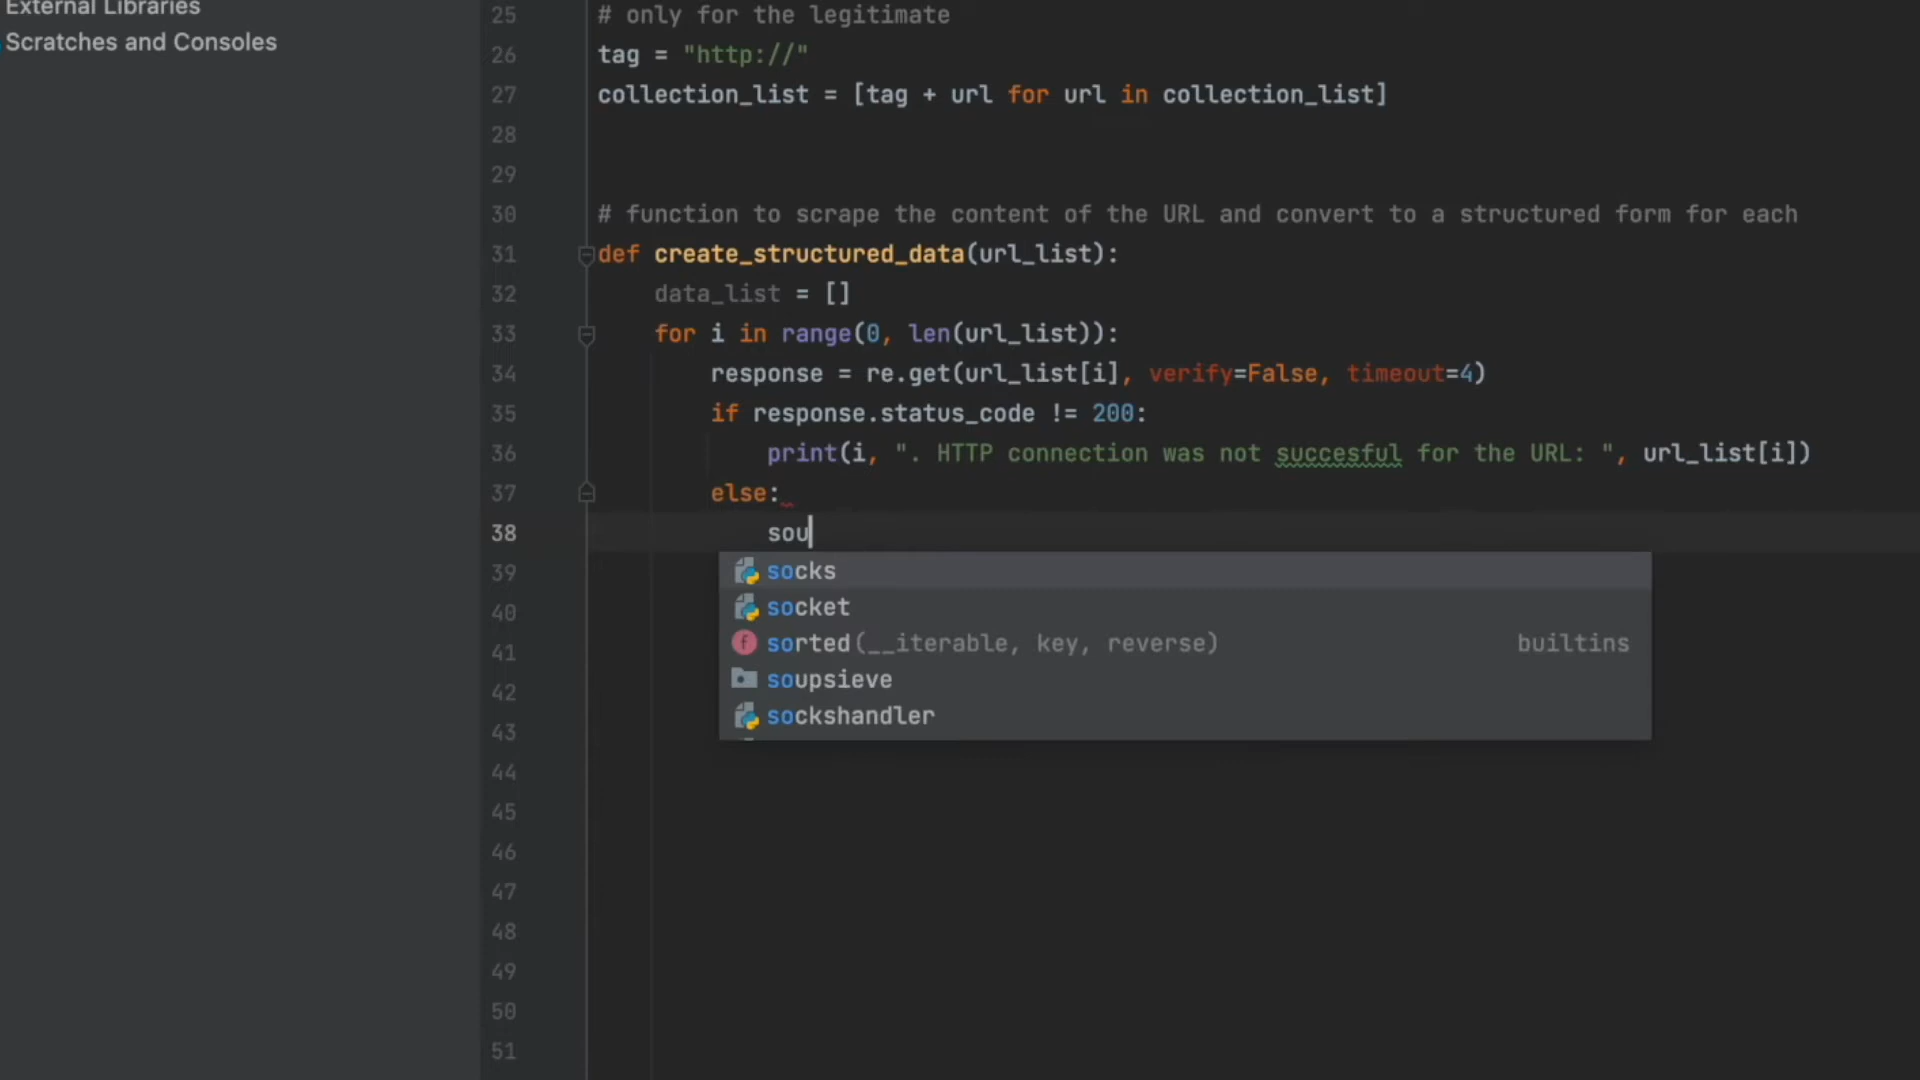 External Libraries
Scratches and Consoles
25 # only for the legitimate
26 tag = "http://"
27 collection_list = [tag + url for url in collection_list]
28
29
30 # function to scrape the content of the URL and convert to a structured form for each
31 def create_structured_data(url_list):
32 data_list = []
33 for i in range(0, len(url_list)):
34 response = re.get(url_list[i], verify=False, timeout=4)
35 if response.status_code != 200:
36 print(i, ". HTTP connection was not succesful for the URL: ", url_list[i])
37 else:
38 sou
39 socks
40 socket
41 sorted(__iterable, key, reverse) builtins
42 soupsieve
43 sockshandler
44
45
46
47
48
49
50
51